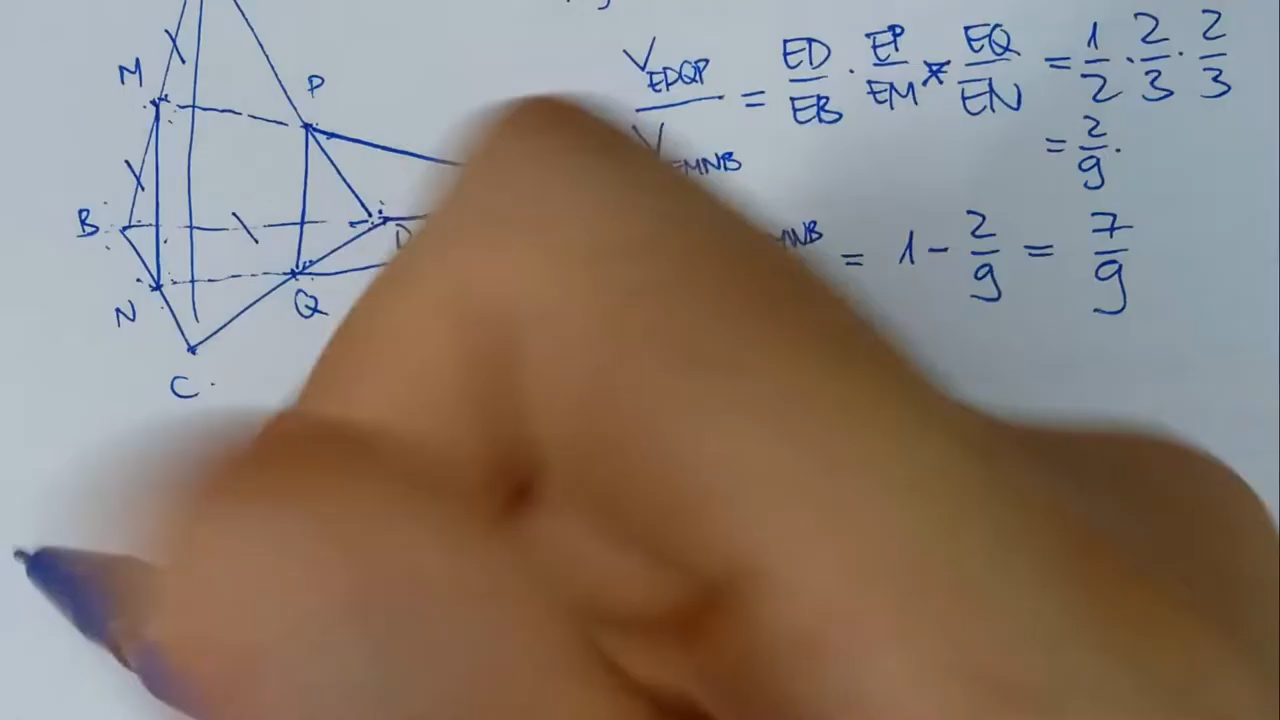 M
P
B
D
N
Q
C.
V_EDQP / V_EMNB = ED/EB · EP/EM * EQ/EN = 1/2 · 2/3 · 2/3
= 2/9.
= 1 - 2/9 = 7/9